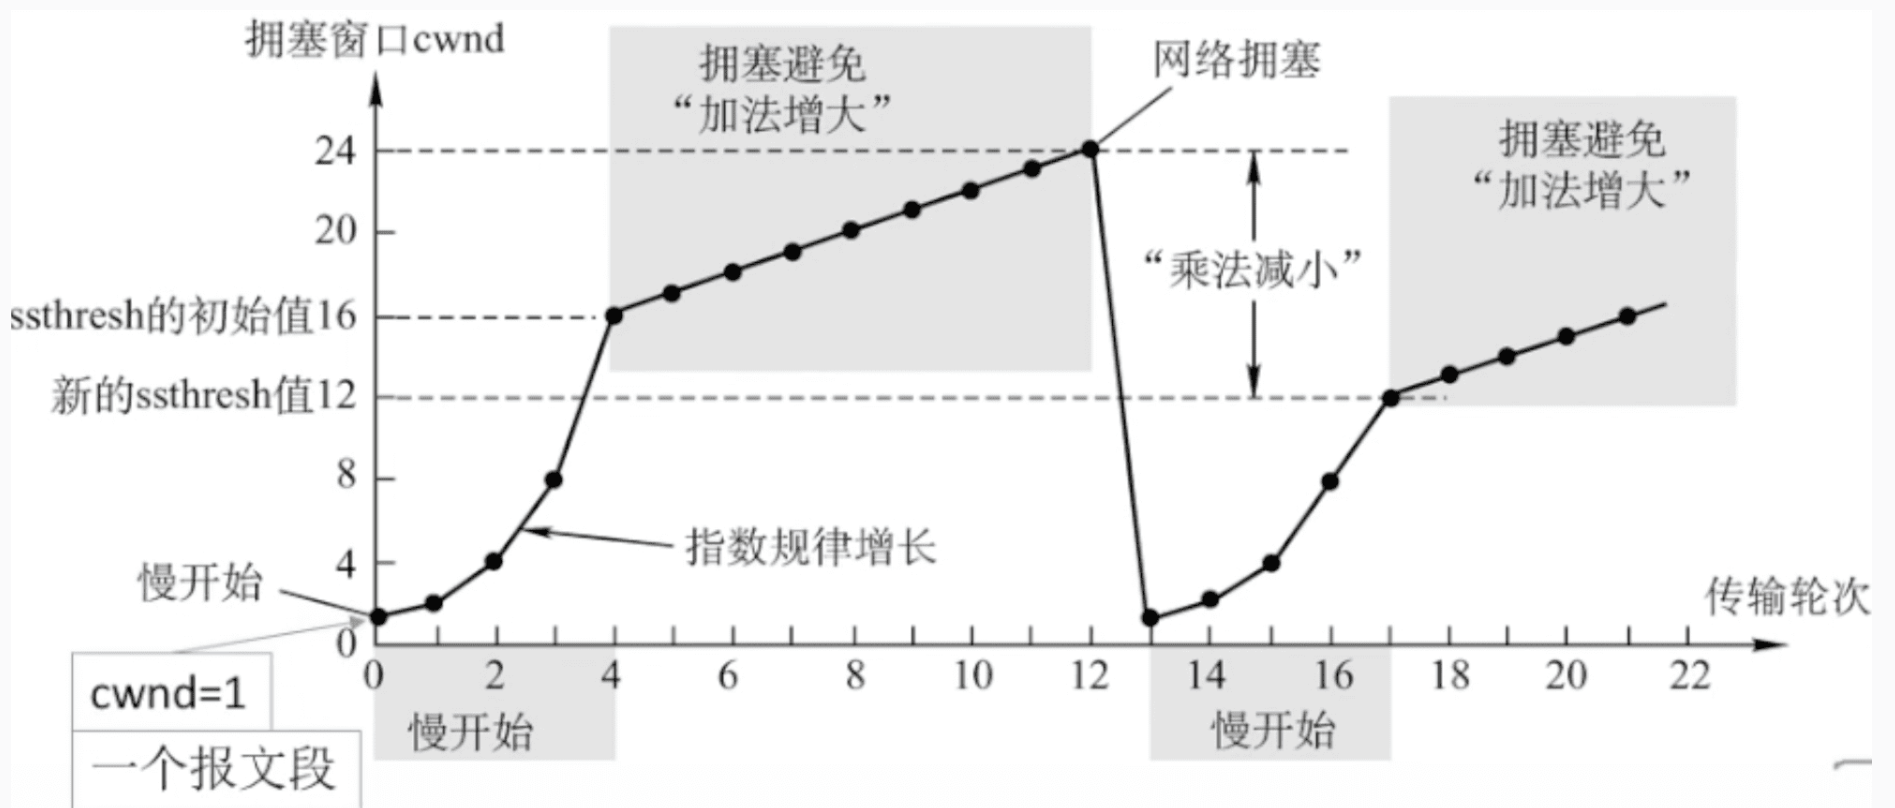 拥塞窗口cwnd
拥塞避免
“加法增大”
网络拥塞
拥塞避免
“加法增大”
24
20
“乘法减小”
ssthresh的初始值16
新的ssthresh值12
8
指数规律增长
4
慢开始
传输轮次
0
0 2 4 6 8 10 12 14 16 18 20 22
cwnd=1
慢开始
慢开始
一个报文段